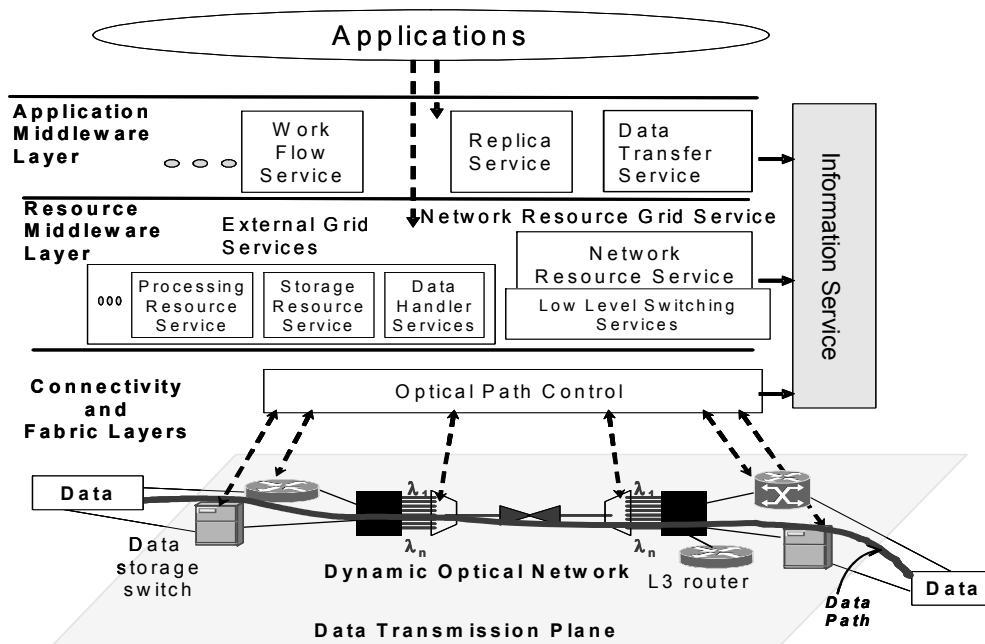 Applications
Application
Middleware
Layer
Work
Flow
Service
Replica
Service
Data
Transfer
Service
Information Service
Resource
Middleware
Layer
External Grid
Services
Network Resource Grid Service
Processing
Resource
Service
Storage
Resource
Service
Data
Handler
Services
Network
Resource Service
Low Level Switching
Services
Connectivity
and
Fabric Layers
Optical Path Control
Data
λ1
λ1
λn
λn
Data
storage
switch
Dynamic Optical Network
L3 router
Data
Data
Path
Data Transmission Plane